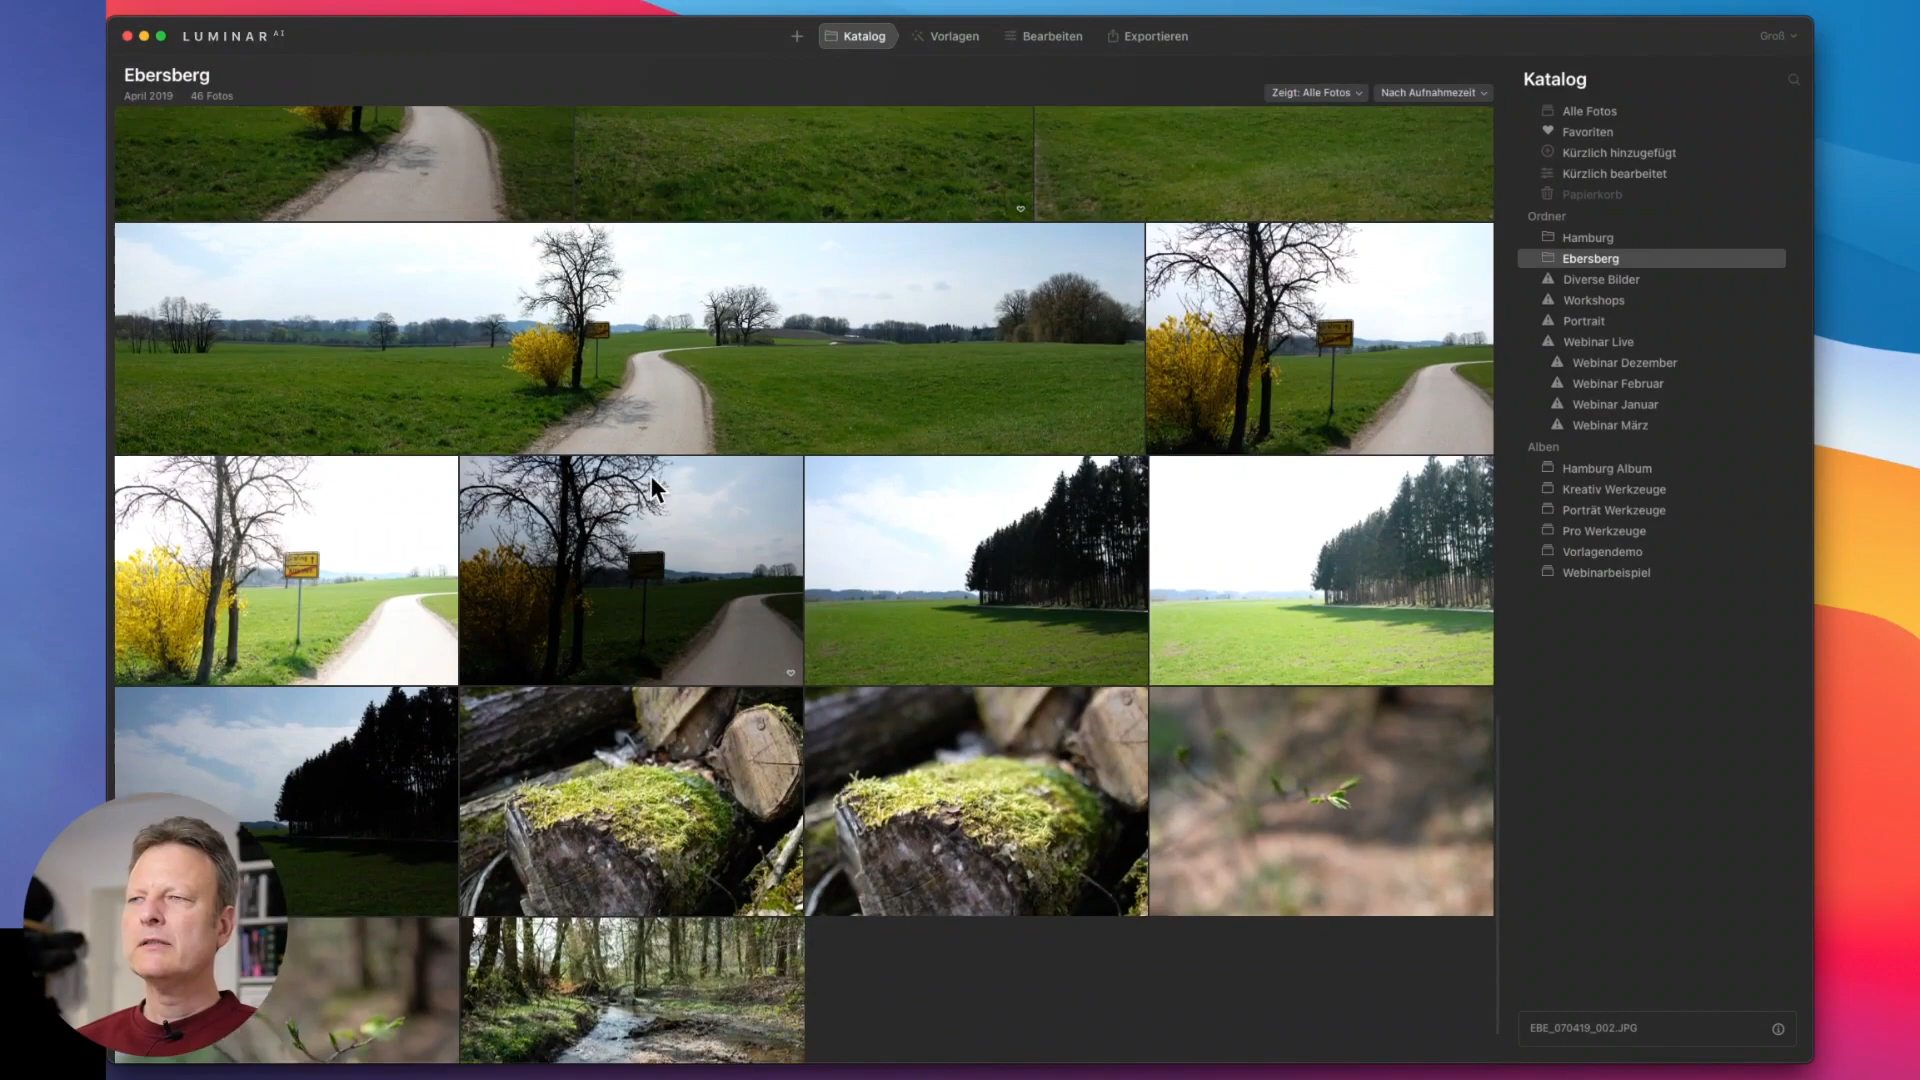 LUMINAR AI
Katalog
Vorlagen
Bearbeiten
Exportieren
Groß
Ebersberg
April 2019 46 Fotos
Zeigt: Alle Fotos
Nach Aufnahmezeit
Katalog
Alle Fotos
Favoriten
Kürzlich hinzugefügt
Kürzlich bearbeitet
Papierkorb
Ordner
Hamburg
Ebersberg
Diverse Bilder
Workshops
Portrait
Webinar Live
Webinar Dezember
Webinar Februar
Webinar Januar
Webinar März
Alben
Hamburg Album
Kreativ Werkzeuge
Porträt Werkzeuge
Pro Werkzeuge
Vorlagendemo
Webinarbeispiel
EBE_070419_002.JPG